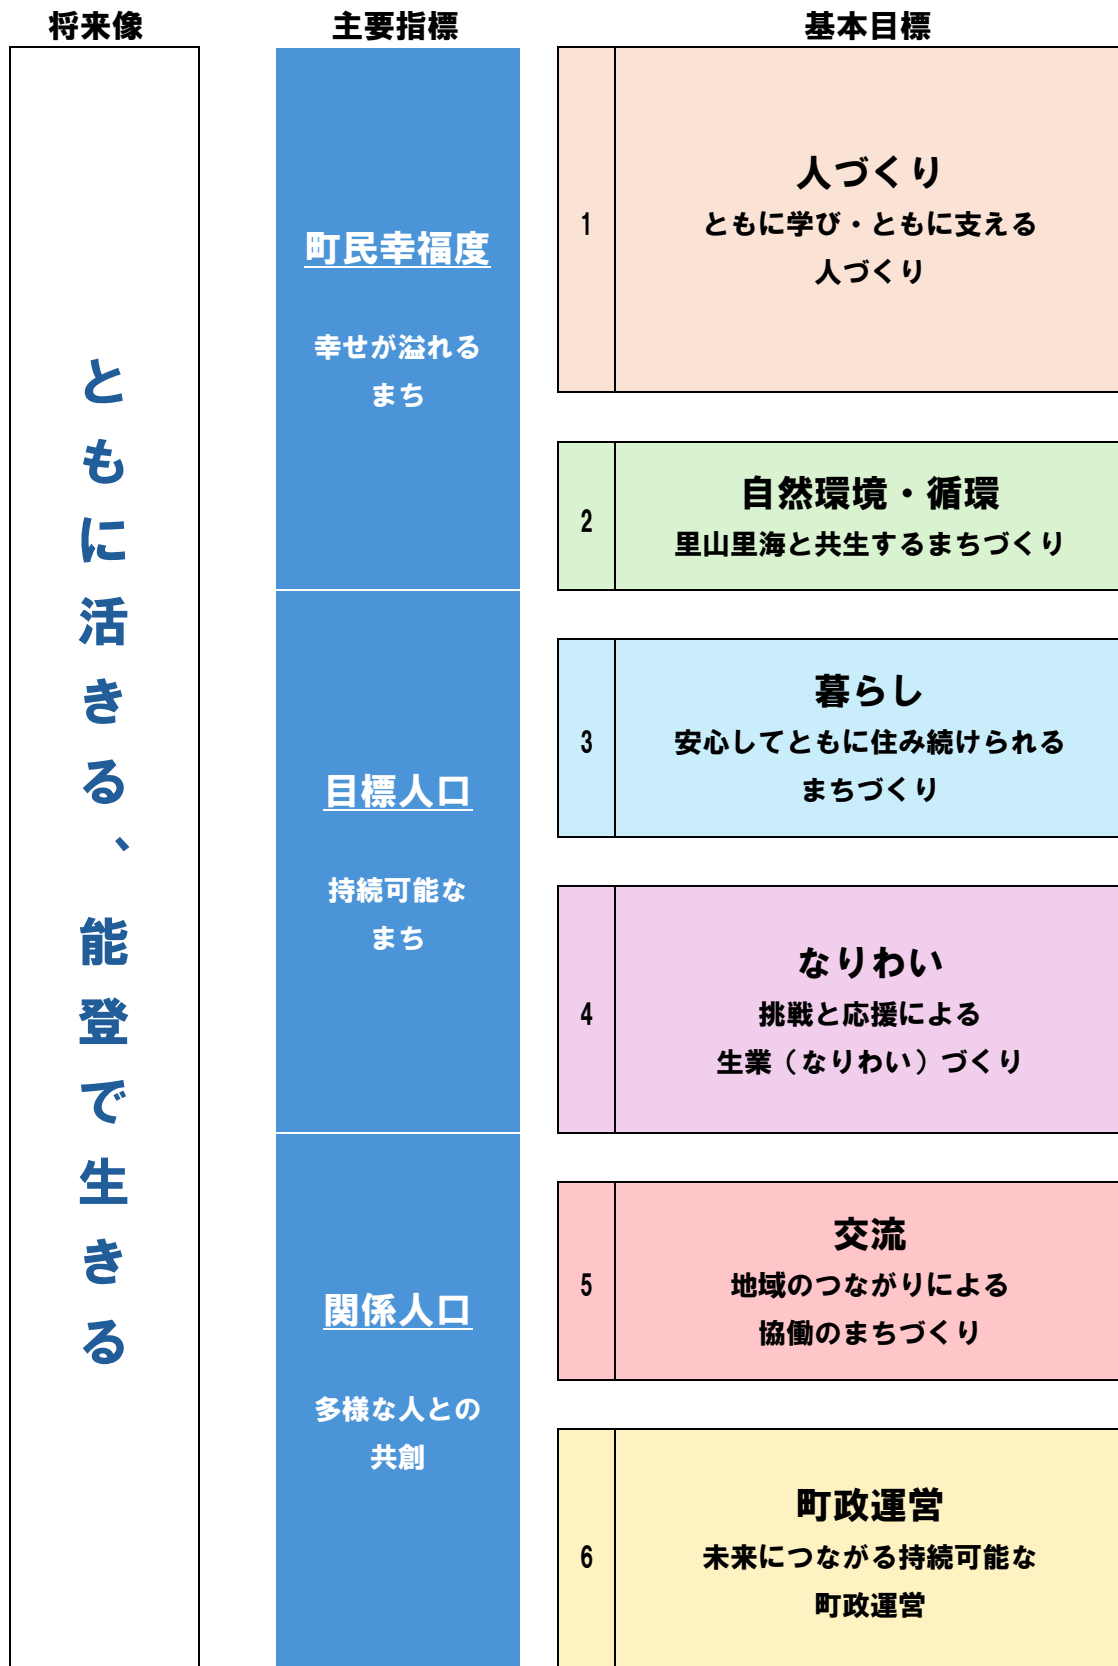 将来像
主要指標
基本目標
ともに活きる、能登で生きる
町民幸福度
幸せが溢れる
まち
目標人口
持続可能な
まち
関係人口
多様な人との
共創
1
人づくり
ともに学び・ともに支える
人づくり
2
自然環境・循環
里山里海と共生するまちづくり
3
暮らし
安心してともに住み続けられる
まちづくり
4
なりわい
挑戦と応援による
生業（なりわい）づくり
5
交流
地域のつながりによる
協働のまちづくり
6
町政運営
未来につながる持続可能な
町政運営